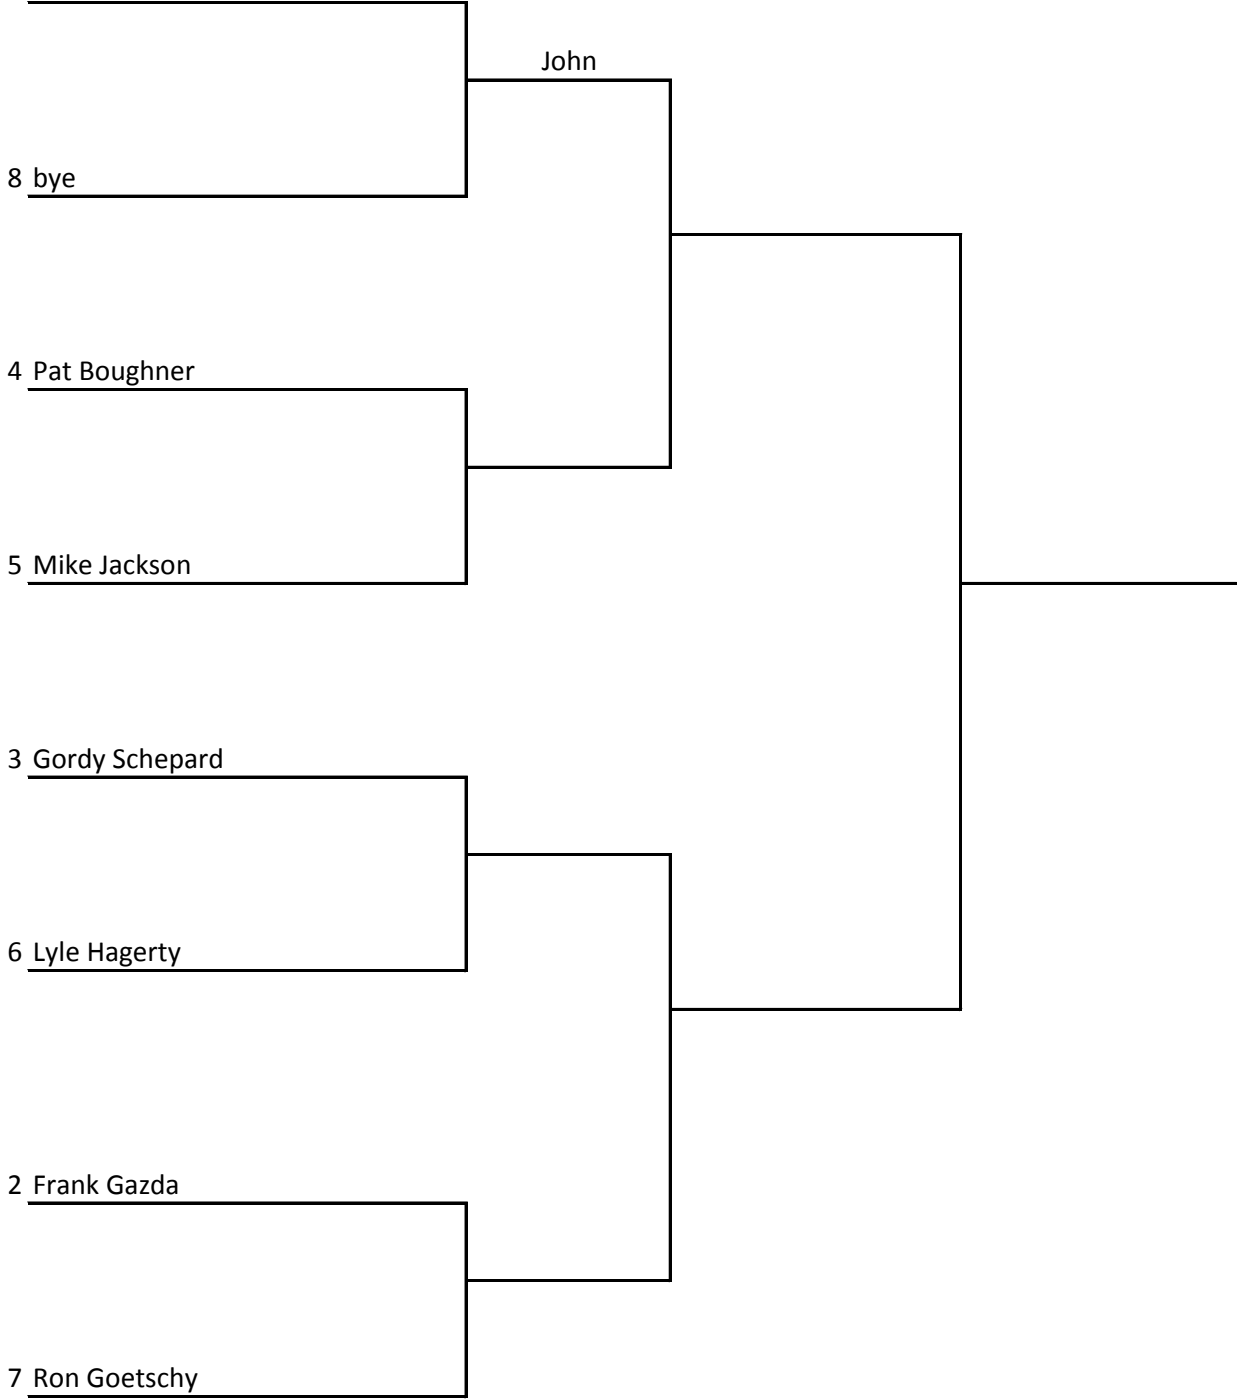 John
8 bye
4 Pat Boughner
5 Mike Jackson
3 Gordy Schepard
6 Lyle Hagerty
2 Frank Gazda
7 Ron Goetschy